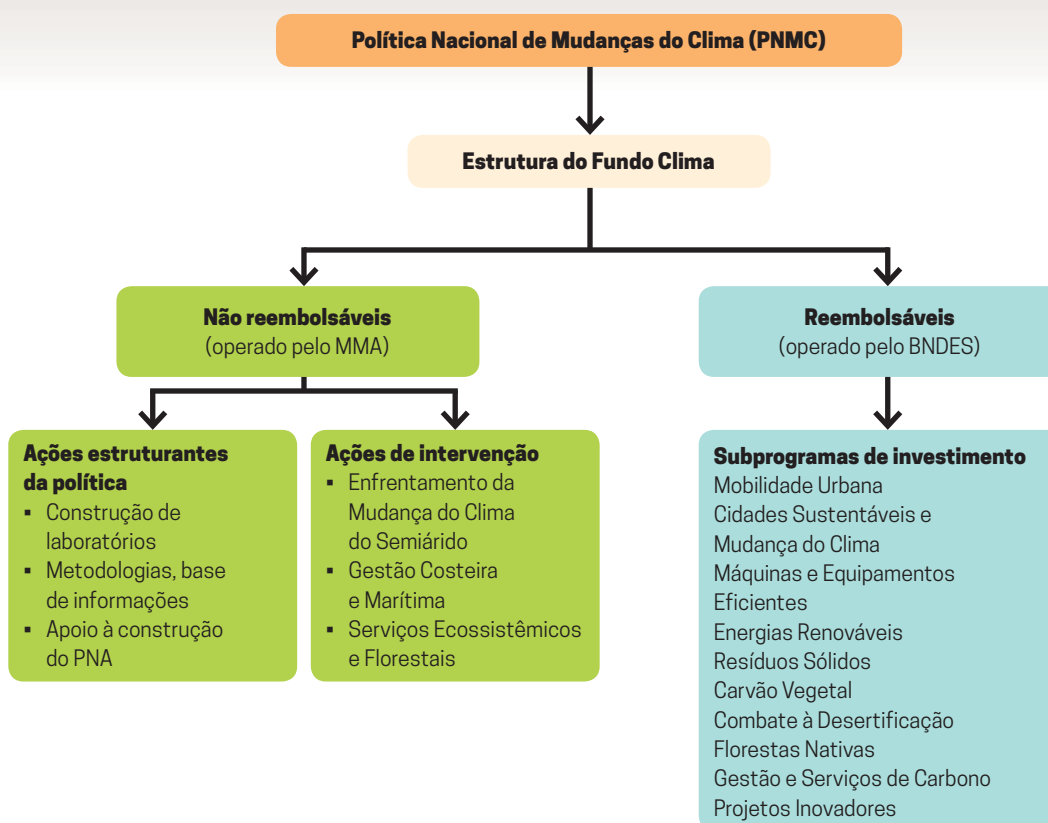 Política Nacional de Mudanças do Clima (PNMC)
Estrutura do Fundo Clima
Não reembolsáveis
(operado pelo MMA)
Reembolsáveis
(operado pelo BNDES)
Ações estruturantes
da política
▪ Construção de
laboratórios
▪ Metodologias, base
de informações
▪ Apoio à construção
do PNA
Ações de intervenção
▪ Enfrentamento da
Mudança do Clima
do Semiárido
▪ Gestão Costeira
e Marítima
▪ Serviços Ecossistêmicos
e Florestais
Subprogramas de investimento
Mobilidade Urbana
Cidades Sustentáveis e
Mudança do Clima
Máquinas e Equipamentos
Eficientes
Energias Renováveis
Resíduos Sólidos
Carvão Vegetal
Combate à Desertificação
Florestas Nativas
Gestão e Serviços de Carbono
Projetos Inovadores